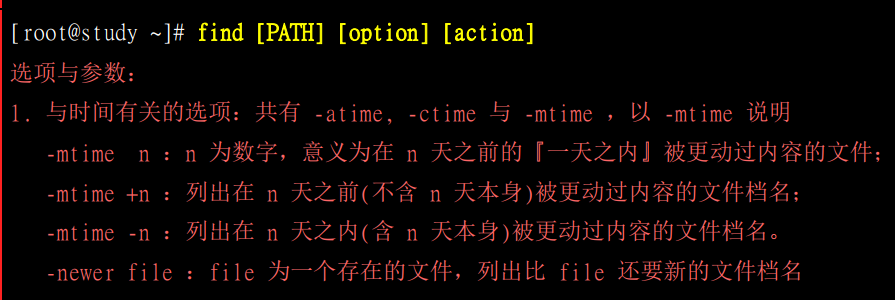 [root@study ~]# find [PATH] [option] [action]
选项与参数：
1. 与时间有关的选项：共有 -atime, -ctime 与 -mtime ，以 -mtime 说明
-mtime n ：n 为数字，意义为在 n 天之前的『一天之内』被更动过内容的文件；
-mtime +n ：列出在 n 天之前(不含 n 天本身)被更动过内容的文件档名；
-mtime -n ：列出在 n 天之内(含 n 天本身)被更动过内容的文件档名。
-newer file ：file 为一个存在的文件，列出比 file 还要新的文件档名